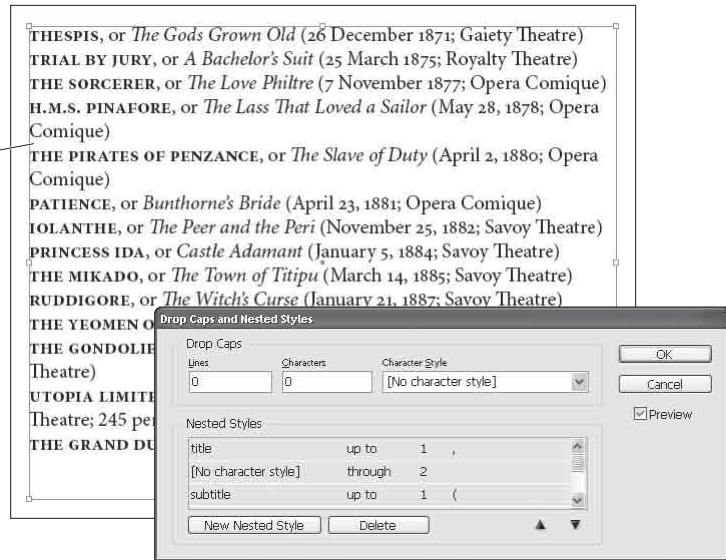 THESPIS, or The Gods Grown Old (26 December 1871; Gaiety Theatre)
TRIAL BY JURY, or A Bachelor's Suit (25 March 1875; Royalty Theatre)
THE SORCERER, or The Love Philtre (7 November 1877; Opera Comique)
H.M.S. PINAFORE, or The Lass That Loved a Sailor (May 28, 1878; Opera
Comique)
THE PIRATES OF PENZANCE, or The Slave of Duty (April 2, 1880; Opera
Comique)
PATIENCE, or Bunthorne's Bride (April 23, 1881; Opera Comique)
IOLANTHE, or The Peer and the Peri (November 25, 1882; Savoy Theatre)
PRINCESS IDA, or Castle Adamant (January 5, 1884; Savoy Theatre)
THE MIKADO, or The Town of Titipu (March 14, 1885; Savoy Theatre)
RUDDIGORE, or The Witch's Curse (January 21, 1887; Savoy Theatre)
THE YEOMEN O
THE GONDOLIE
Theatre)
UTOPIA LIMITE
Theatre; 245 per
THE GRAND DU
Drop Caps and Nested Styles
Drop Caps
Lines Characters Character Style
0 0 [No character style]
OK
Cancel
Preview
Nested Styles
title up to 1 ,
[No character style] through 2
subtitle up to 1 (
New Nested Style Delete